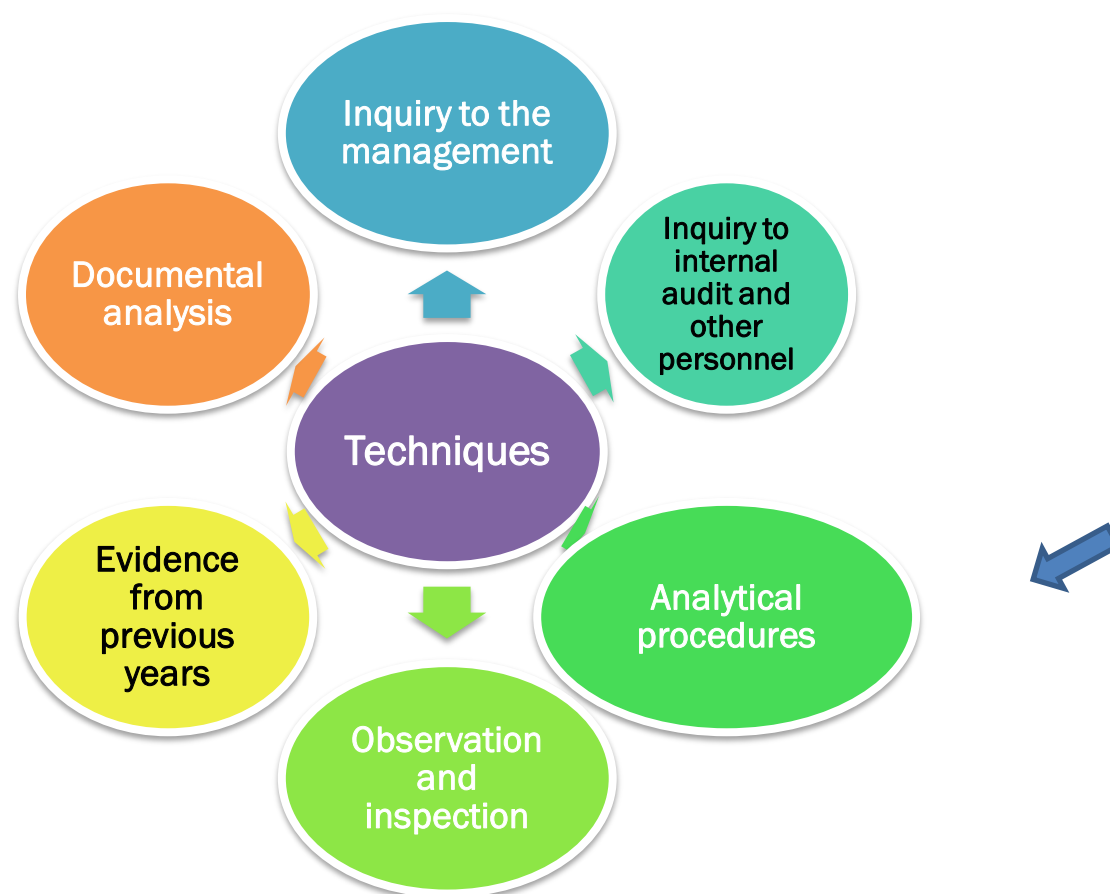 Inquiry to the
management
Documental
analysis
Inquiry to
internal
audit and
other
personnel
Techniques
Evidence
from
previous
years
Analytical
procedures
Observation
and
inspection